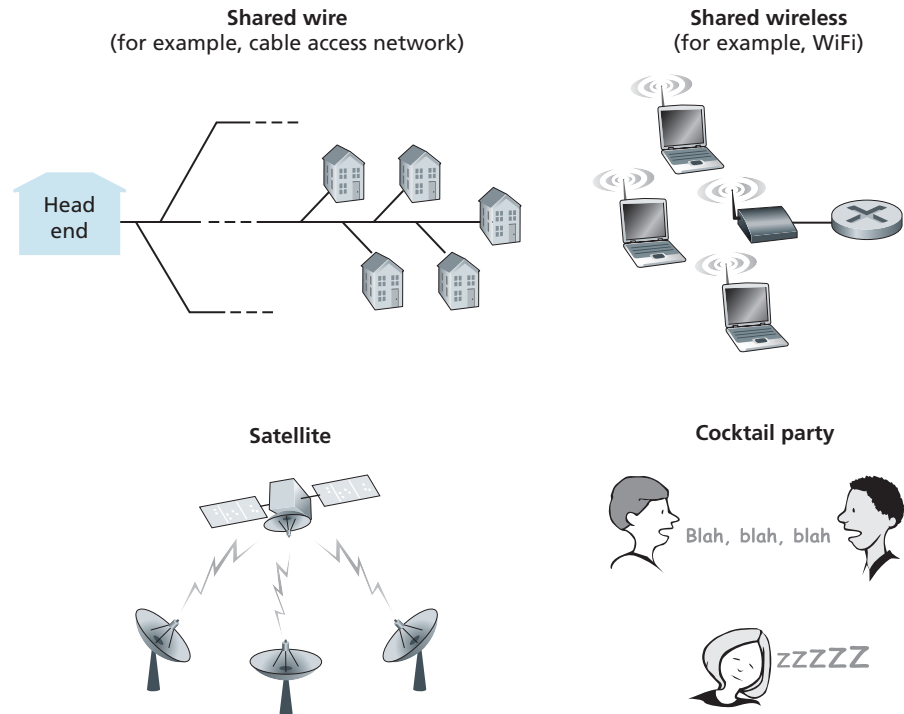 Shared wire
(for example, cable access network)
Shared wireless
(for example, WiFi)
Head
end
Satellite
Cocktail party
Blah, blah, blah
zzzzz